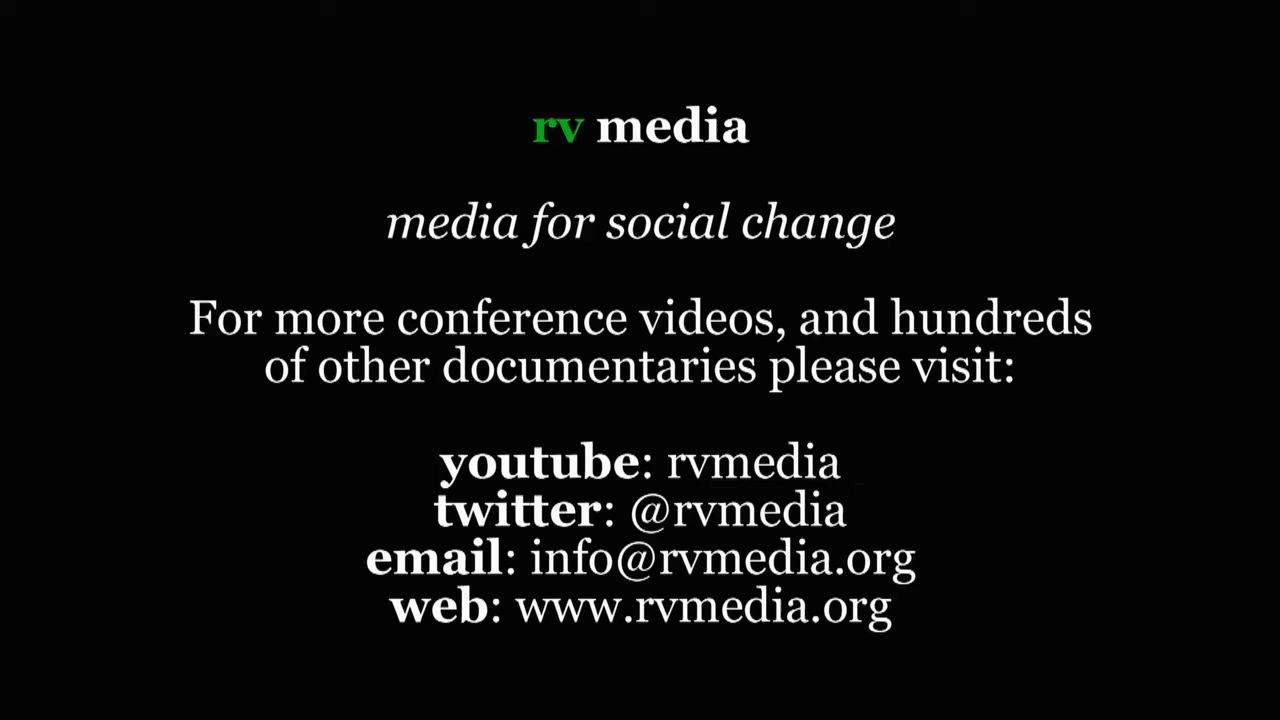 rv media
media for social change
For more conference videos, and hundreds
of other documentaries please visit:
youtube: rvmedia
twitter: @rvmedia
email: info@rvmedia.org
web: www.rvmedia.org